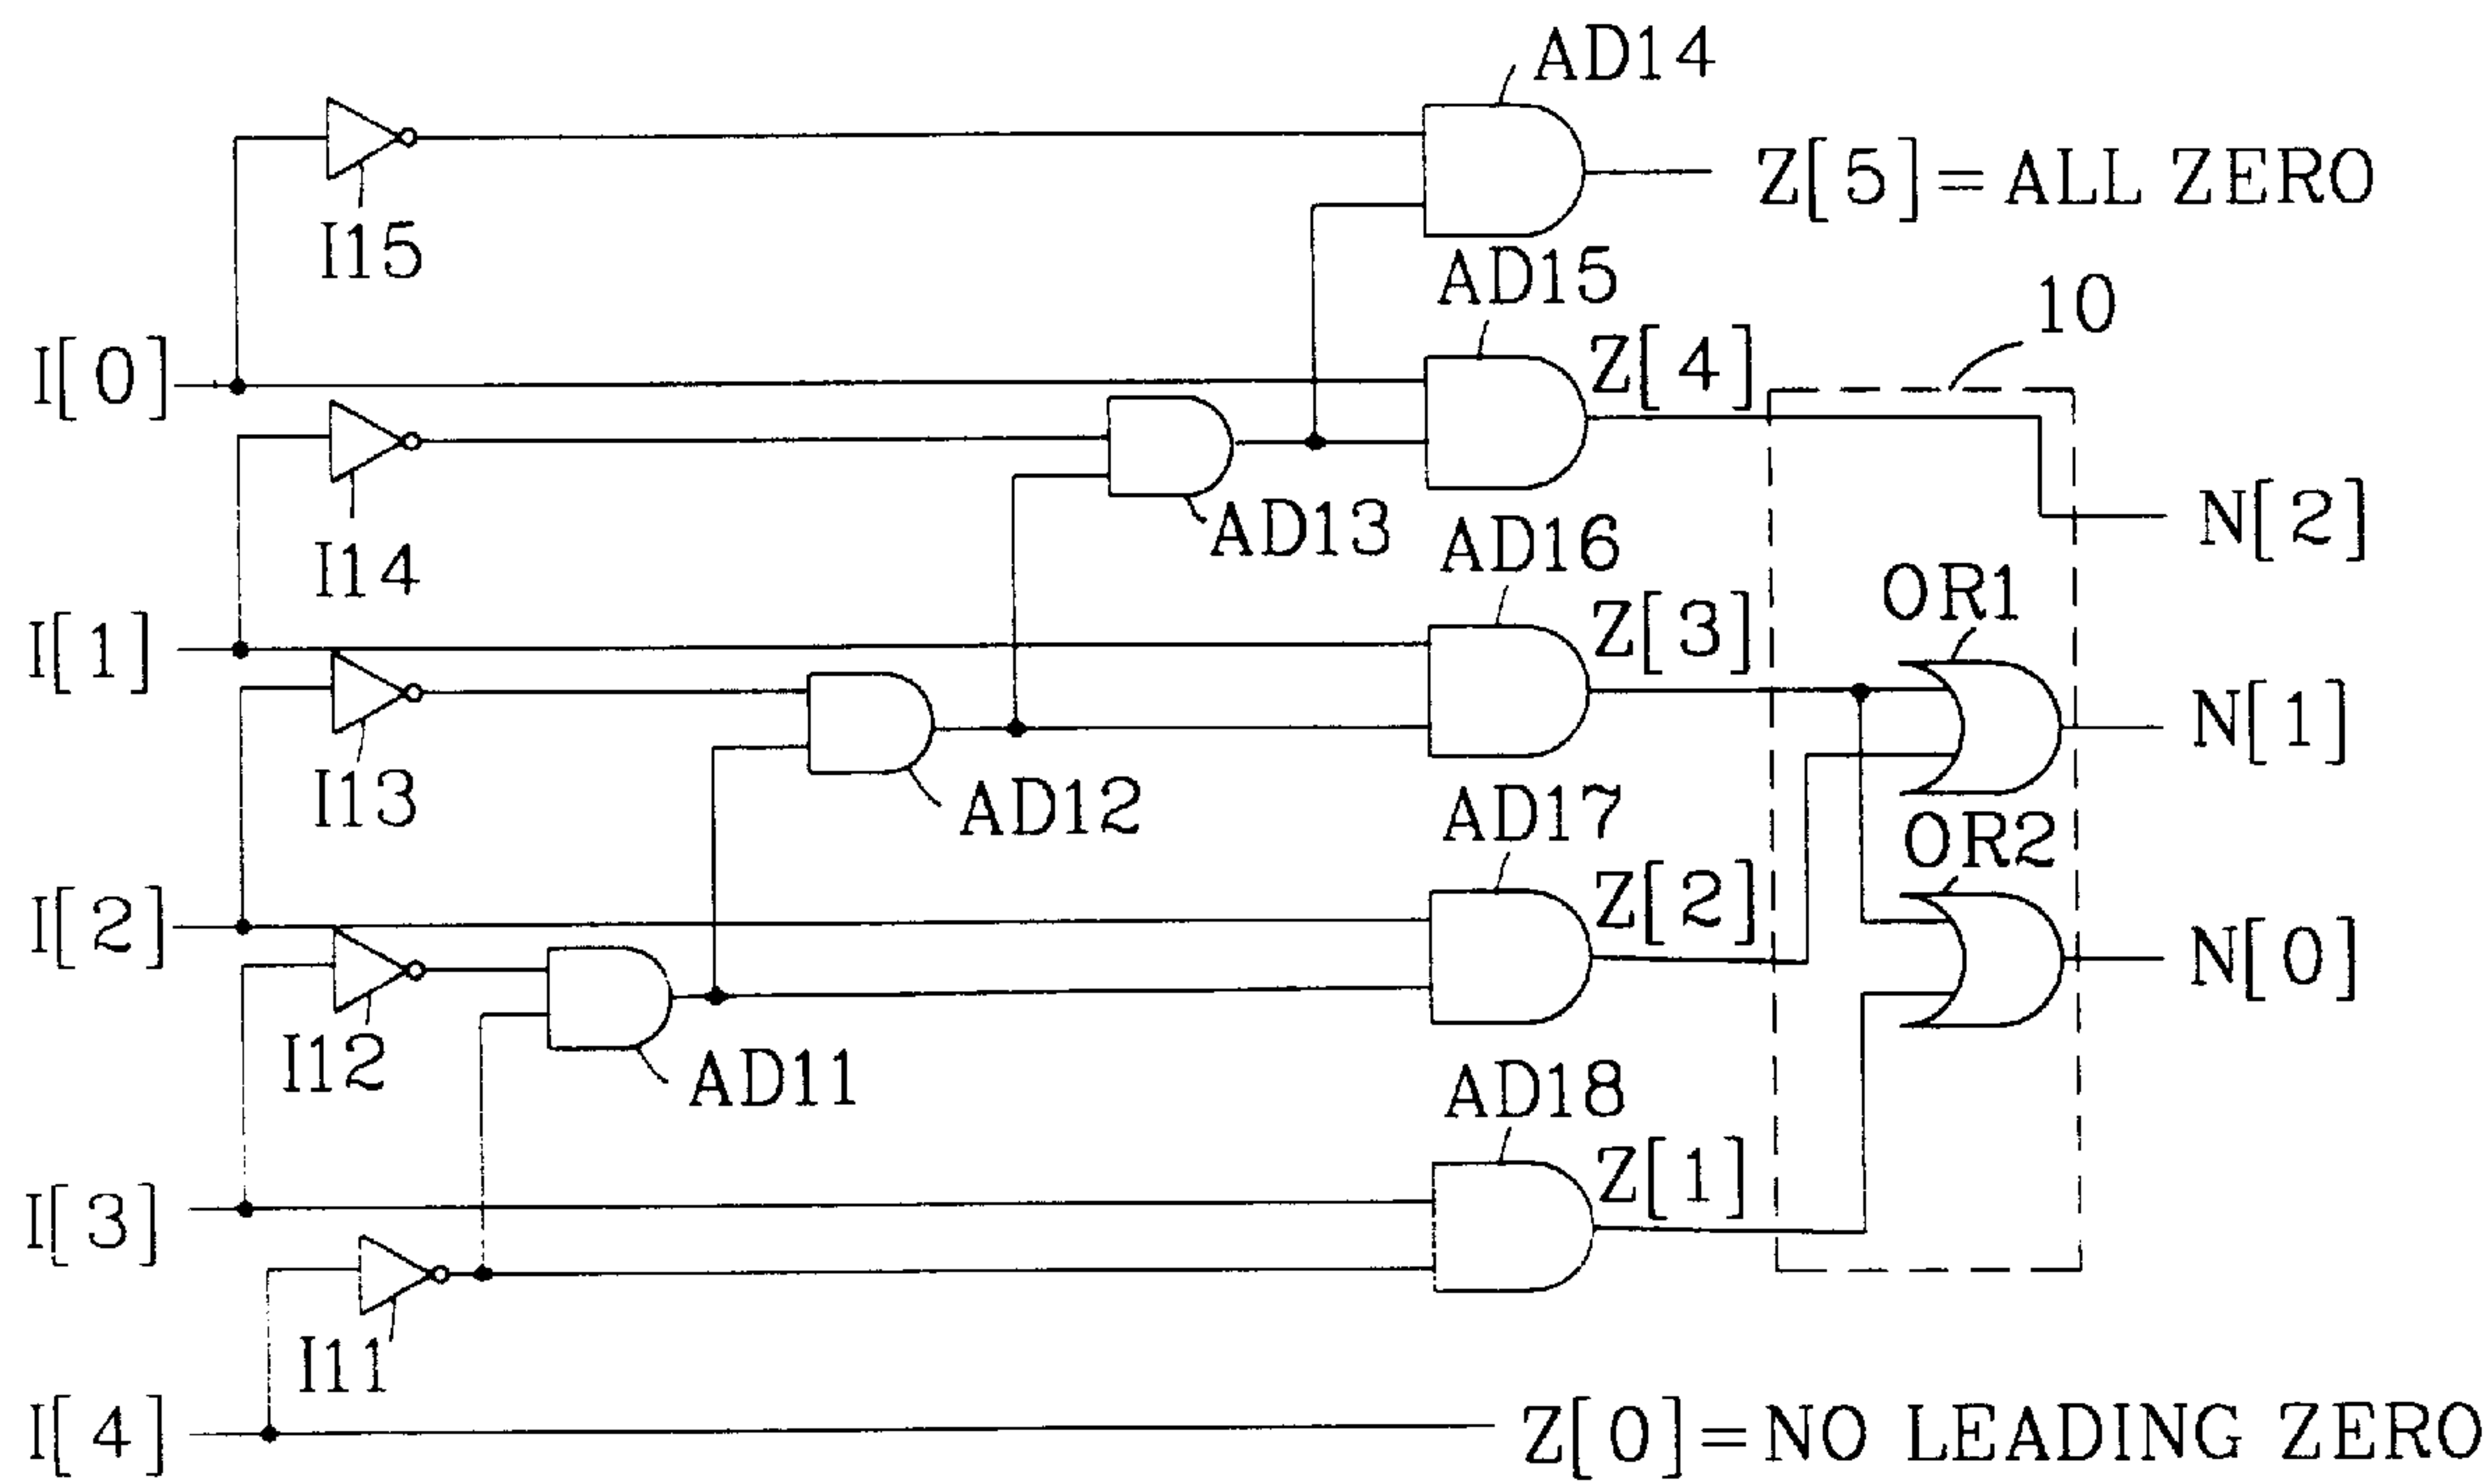 AD14
Z[5]=ALL ZERO
I15
AD15
10
I[0]
Z[4]
AD13
AD16
N[2]
I14
OR1
I[1]
Z[3]
N[1]
I13
AD12
AD17
OR2
I[2]
Z[2]
N[0]
I12
AD11
AD18
Z[1]
I[3]
I11
I[4]
Z[0]=NO LEADING ZERO